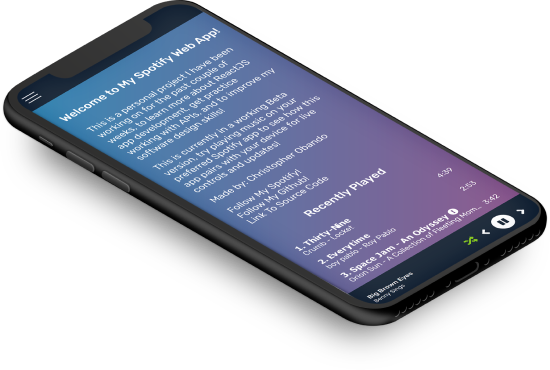 Welcome to My Spotify Web App!
This is a personal project I have been
working on for the past couple of
weeks, to learn more about ReactJS
app development, get practice
working with APIs, and to improve my
software design skills!
This is currently in a working Beta
version, try playing music on your
preferred Spotify app to see how this
app pairs with your device for live
controls and updates!
Made by: Christopher Obando
Follow My Spotify!
Follow My Github!
Link To Source Code
Recently Played
1. Thirty-Nine 4:39
Crumb - Locket
2. Everytime 2:53
boy pablo - Roy Pablo
3. Space Jam - An Odyssey 3:42
Orion Sun - A Collection of Fleeting Mom...
Big Brown Eyes
Benny Sings